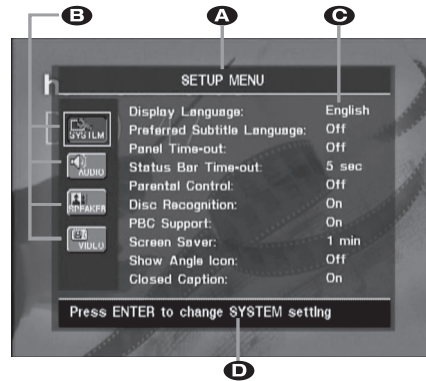 B A C
h
SETUP MENU
Display Language: English
SYSTEM
Preferred Subtitle Language: Off
Panel Time-out: Off
Status Bar Time-out: 5 sec
AUDIO
Parental Control: Off
Disc Recognition: On
SPEAKER
PBC Support: On
Screen Saver: 1 min
VIDEO
Show Angle Icon: Off
Closed Caption: On
Press ENTER to change SYSTEM setting
D